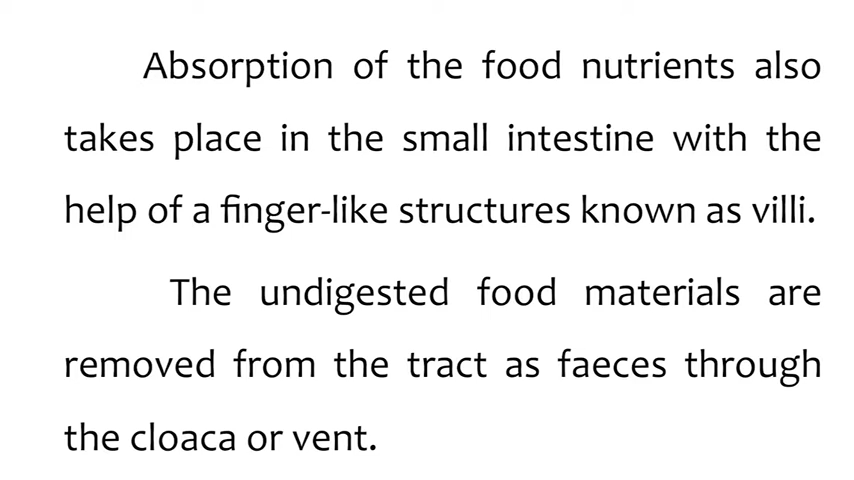 Absorption of the food nutrients also
takes place in the small intestine with the
help of a finger-like structures known as villi.
The undigested food materials are
removed from the tract as faeces through
the cloaca or vent.